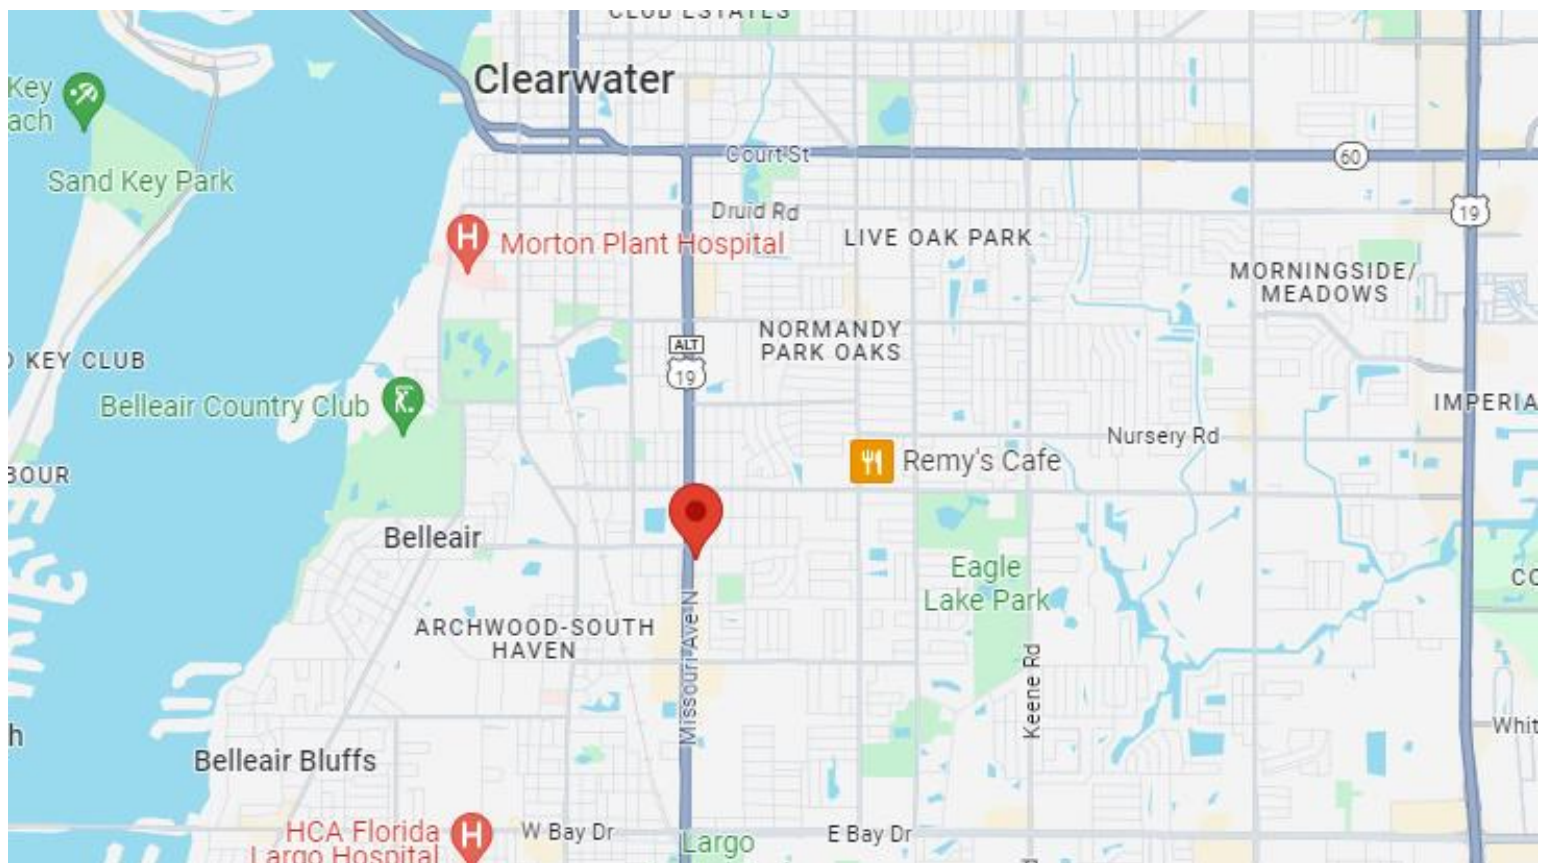 CLUB ESTATES
Clearwater
Key
ach
Sand Key Park
Court St
60
19
Druid Rd
Morton Plant Hospital
LIVE OAK PARK
MORNINGSIDE/
MEADOWS
NORMANDY
PARK OAKS
ALT
19
KEY CLUB
Belleair Country Club
IMPERIA
Nursery Rd
Remy's Cafe
BOUR
Belleair
Eagle
Lake Park
CO
ARCHWOOD-SOUTH
HAVEN
Missouri Ave N
Keene Rd
h
Whit
Belleair Bluffs
HCA Florida
Largo Hospital
W Bay Dr
Largo
E Bay Dr